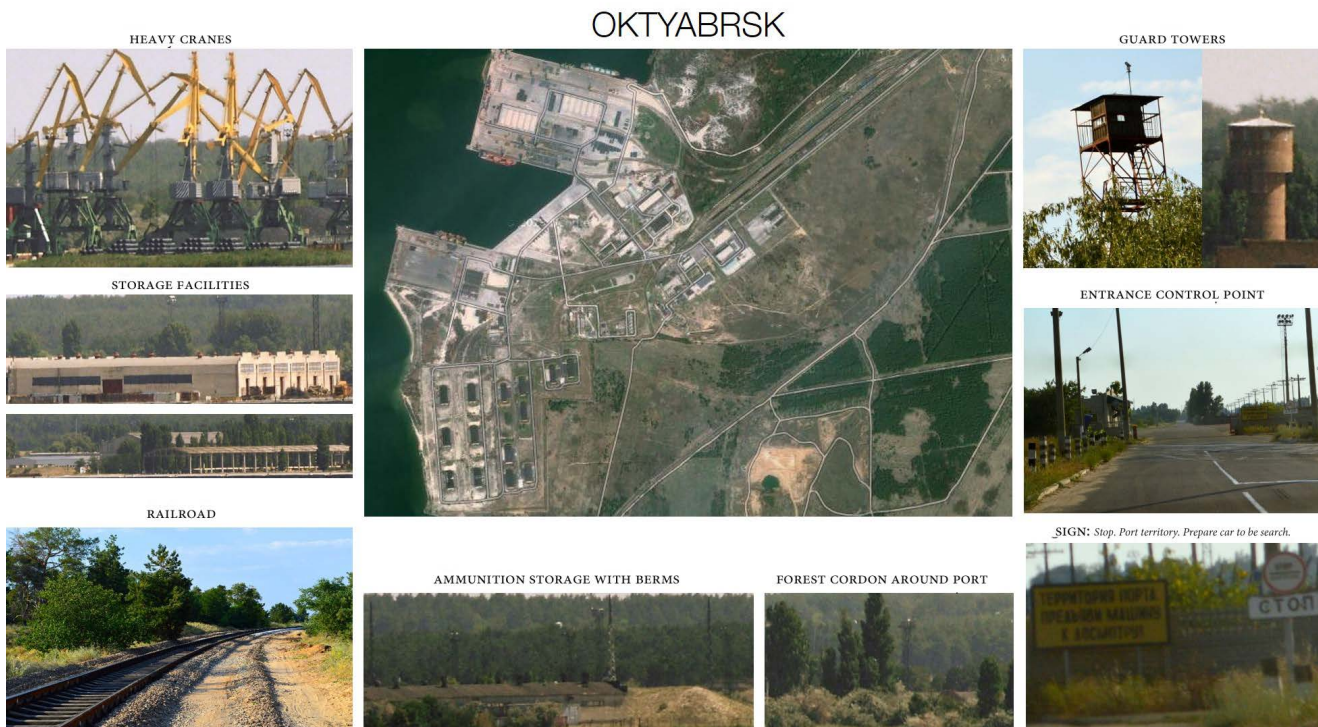 OKTYABRSK
HEAVY CRANES
GUARD TOWERS
STORAGE FACILITIES
ENTRANCE CONTROL POINT
RAILROAD
SIGN: Stop. Port territory. Prepare car to be search.
AMMUNITION STORAGE WITH BERMS
FOREST CORDON AROUND PORT
ТЕРРИТОРИЯ ПОРТА
ПРЕДЪЯВИ МАШИНУ
К ДОСМОТРУ!
СТОП